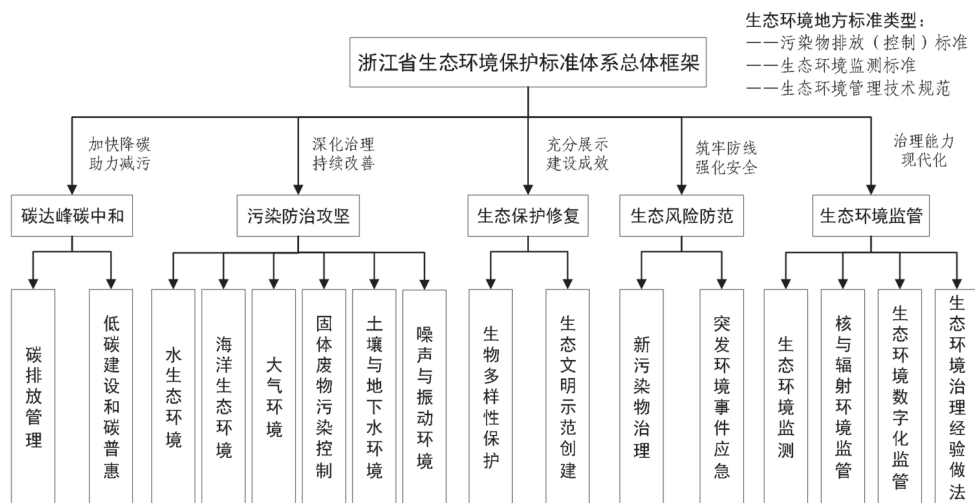 生态环境地方标准类型：
——污染物排放（控制）标准
——生态环境监测标准
——生态环境管理技术规范
浙江省生态环境保护标准体系总体框架
加快降碳
助力减污
深化治理
持续改善
充分展示
建设成效
筑牢防线
强化安全
治理能力
现代化
碳达峰碳中和
污染防治攻坚
生态保护修复
生态风险防范
生态环境监管
碳排放管理
低碳建设和碳普惠
水生态环境
海洋生态环境
大气环境
固体废物污染控制
土壤与地下水环境
噪声与振动环境
生物多样性保护
生态文明示范创建
新污染物治理
突发环境事件应急
生态环境监测
核与辐射环境监管
生态环境数字化监管
生态环境治理经验做法